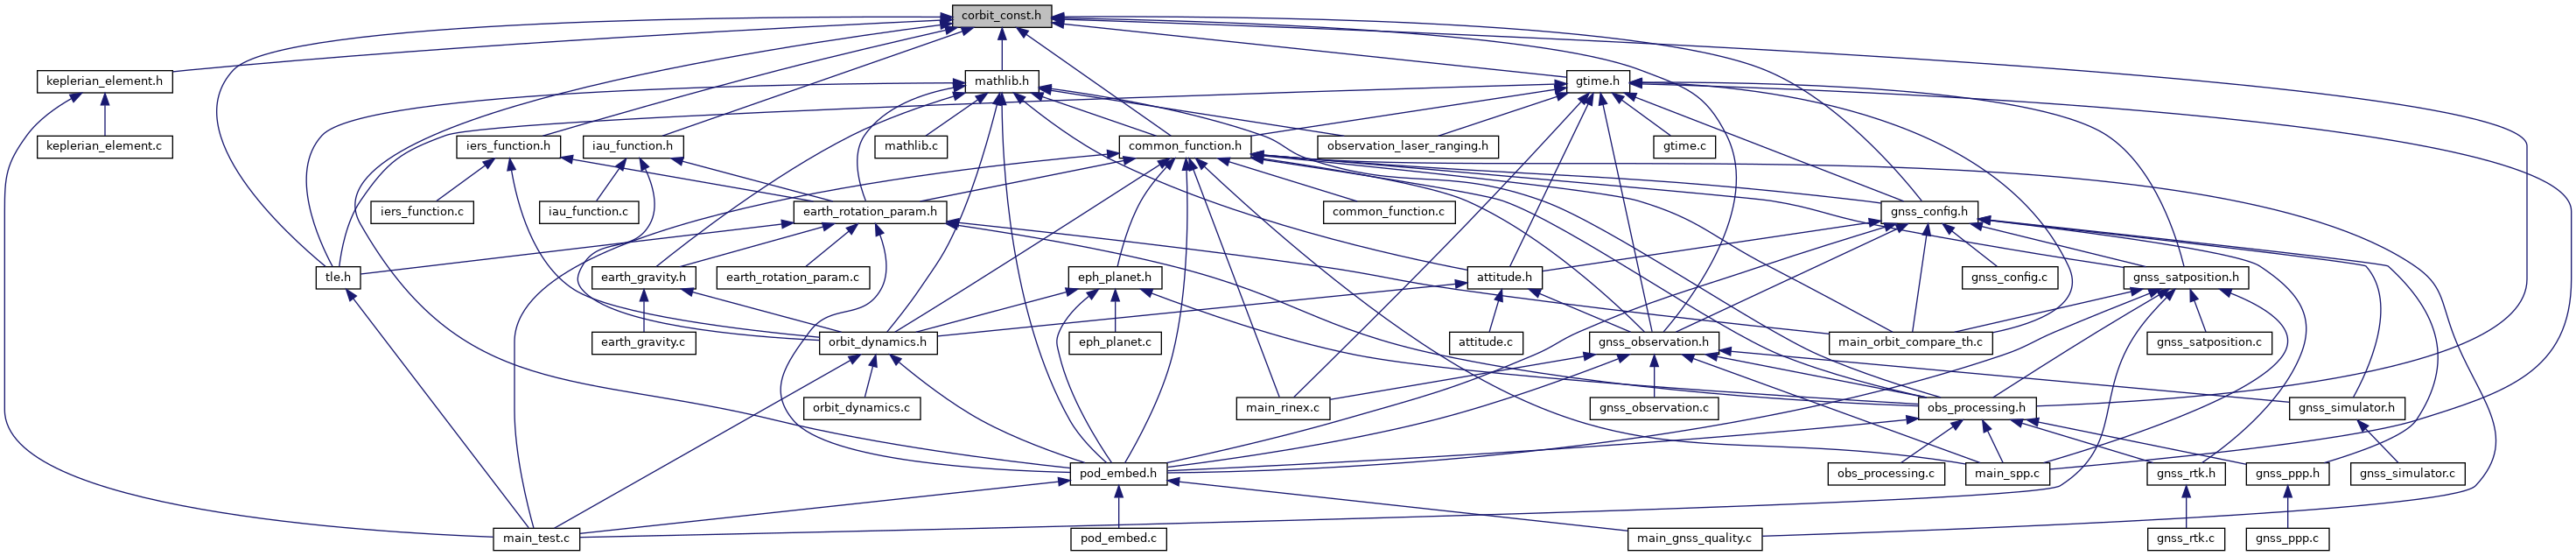 corbit_const.h
keplerian_element.h
mathlib.h
gtime.h
keplerian_element.c
iers_function.h
iau_function.h
mathlib.c
common_function.h
observation_laser_ranging.h
gtime.c
iers_function.c
iau_function.c
earth_rotation_param.h
common_function.c
gnss_config.h
tle.h
earth_gravity.h
earth_rotation_param.c
eph_planet.h
attitude.h
gnss_config.c
gnss_satposition.h
earth_gravity.c
orbit_dynamics.h
eph_planet.c
attitude.c
gnss_observation.h
main_orbit_compare_th.c
gnss_satposition.c
orbit_dynamics.c
main_rinex.c
gnss_observation.c
obs_processing.h
gnss_simulator.h
pod_embed.h
obs_processing.c
main_spp.c
gnss_rtk.h
gnss_ppp.h
gnss_simulator.c
main_test.c
pod_embed.c
main_gnss_quality.c
gnss_rtk.c
gnss_ppp.c